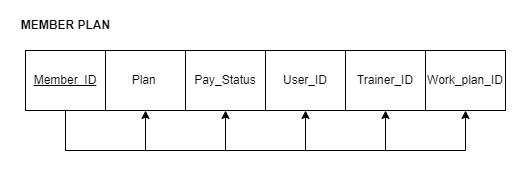 MEMBER PLAN
Member_ID Plan Pay_Status User_ID Trainer_ID Work_plan_ID